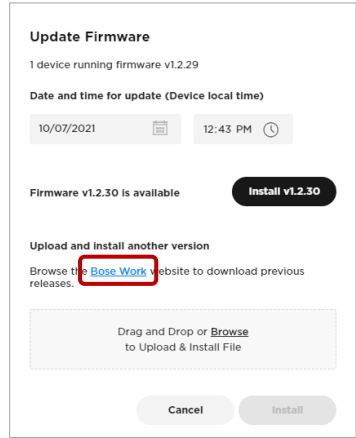 Update Firmware
1 device running firmware v1.2.29
Date and time for update (Device local time)
10/07/2021 12:43 PM
Firmware v1.2.30 is available Install v1.2.30
Upload and install another version
Browse the Bose Work website to download previous
releases.
Drag and Drop or Browse
to Upload & Install File
Cancel Install